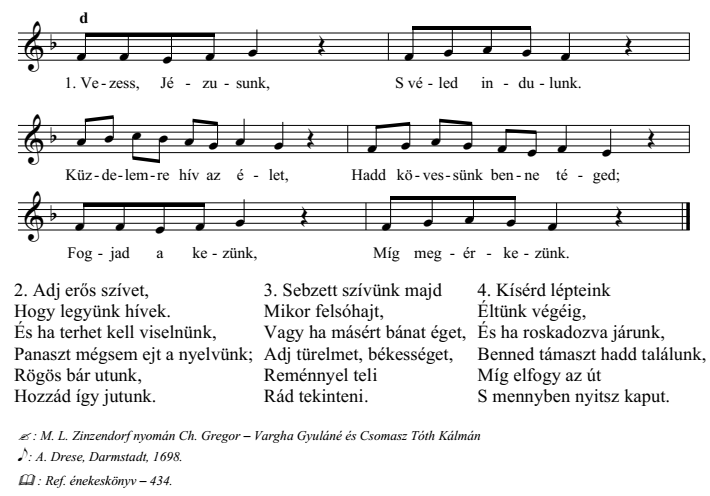 d
1. Ve-zess, Jé - zu - sunk, S vé - led in - du - lunk.
Küz-de-lem-re hív az é - let, Hadd kö-ves-sünk ben-ne té - ged;
Fog - jad a ke - zünk, Míg meg - ér - ke - zünk.
2. Adj erős szívet,
Hogy legyünk hívek.
És ha terhet kell viselnünk,
Panaszt mégsem ejt a nyelvünk;
Rögös bár utunk,
Hozzád így jutunk.
3. Sebzett szívünk majd
Mikor felsóhajt,
Vagy ha másért bánat éget,
Adj türelmet, békességet,
Reménnyel teli
Rád tekinteni.
4. Kísérd lépteink
Éltünk végéig,
És ha roskadozva járunk,
Benned támaszt hadd találunk,
Míg elfogy az út
S mennyben nyitsz kaput.
: M. L. Zinzendorf nyomán Ch. Gregor – Vargha Gyuláné és Csomasz Tóth Kálmán
: A. Drese, Darmstadt, 1698.
: Ref. énekeskönyv – 434.